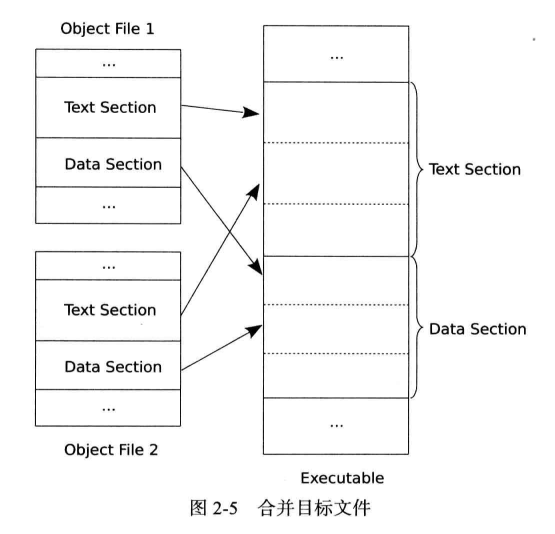 Object File 1
...
Text Section
Data Section
...
...
Text Section
Data Section
...
Object File 2
...
Text Section
Data Section
...
Executable
图 2-5 合并目标文件